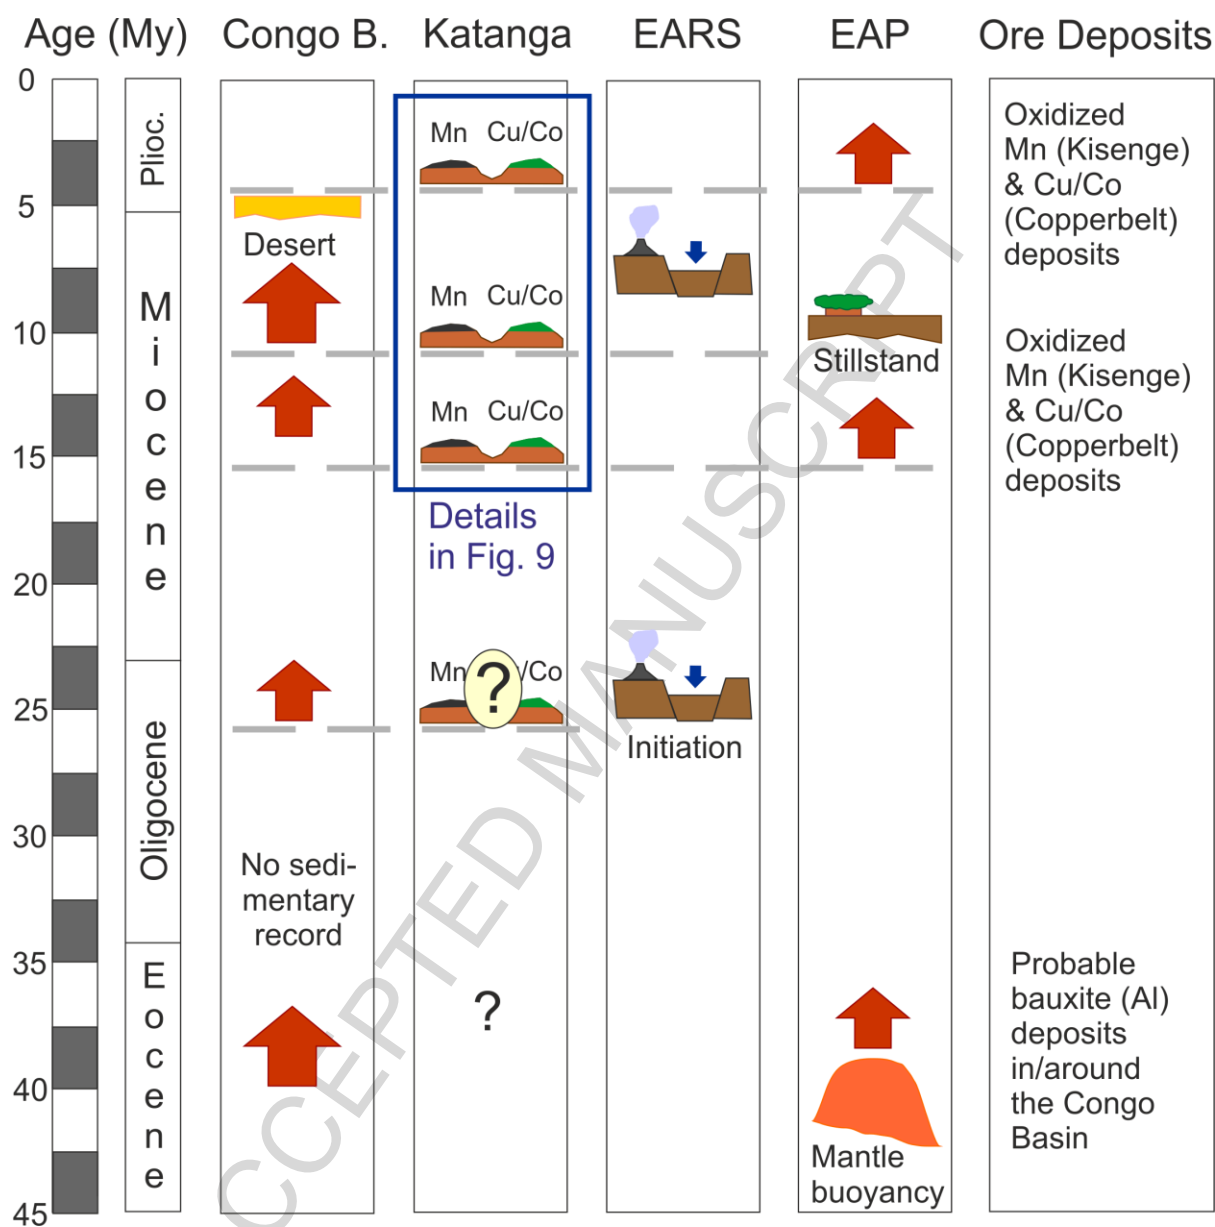 Age (My)
Congo B.
Katanga
EARS
EAP
Ore Deposits
0
5
10
15
20
25
30
35
40
45
Plioc.
Miocene
Oligocene
Eocene
Desert
No sedi-
mentary
record
Mn Cu/Co
Mn Cu/Co
Mn Cu/Co
Details
in Fig. 9
Mn ? /Co
?
Initiation
Stillstand
Mantle
buoyancy
Oxidized
Mn (Kisenge)
& Cu/Co
(Copperbelt)
deposits
Oxidized
Mn (Kisenge)
& Cu/Co
(Copperbelt)
deposits
Probable
bauxite (Al)
deposits
in/around
the Congo
Basin
CCEPTED MANUSCRIPT